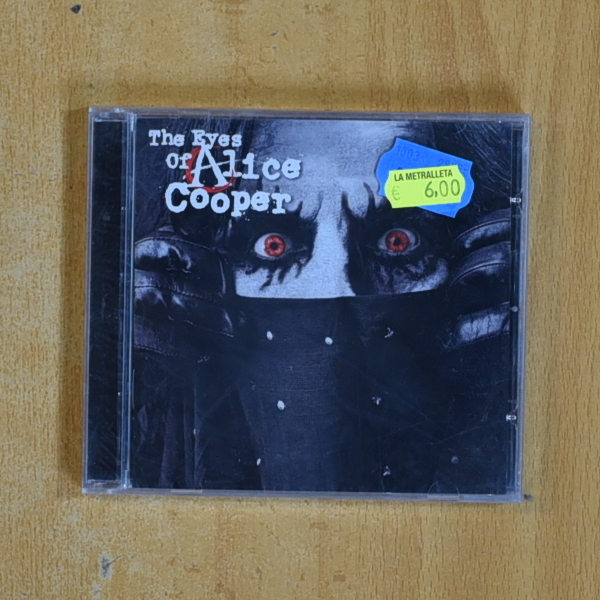 The Eyes
Of Alice
Cooper
LA METRALLETA
€ 6,00